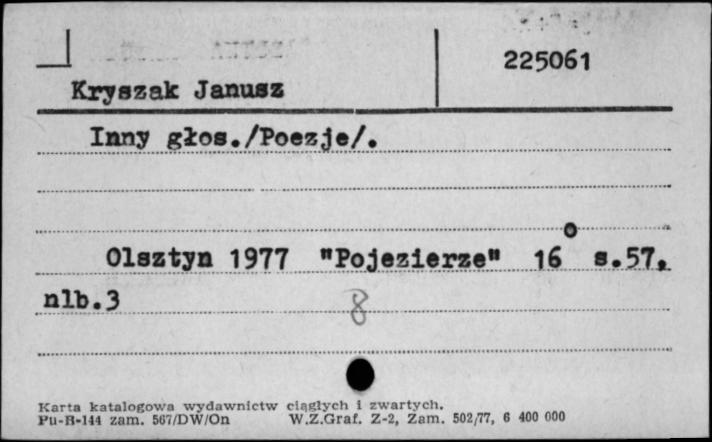 225061
Kryszak Janusz
Inny głos./Poezje/.
Olsztyn 1977 "Pojezierze" 16° s.57,
nlb.3
8
Karta katalogowa wydawnictw ciągłych i zwartych.
Pu-B-144 zam. 567/DW/On W.Z.Graf. Z-2, Zam. 502/77, 6 400 000